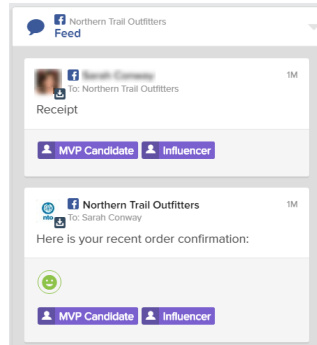 Northern Trail Outfitters
Feed
1M
To: Northern Trail Outfitters
Receipt
MVP Candidate Influencer
Northern Trail Outfitters 1M
nto To: Sarah Conway
Here is your recent order confirmation:
MVP Candidate Influencer